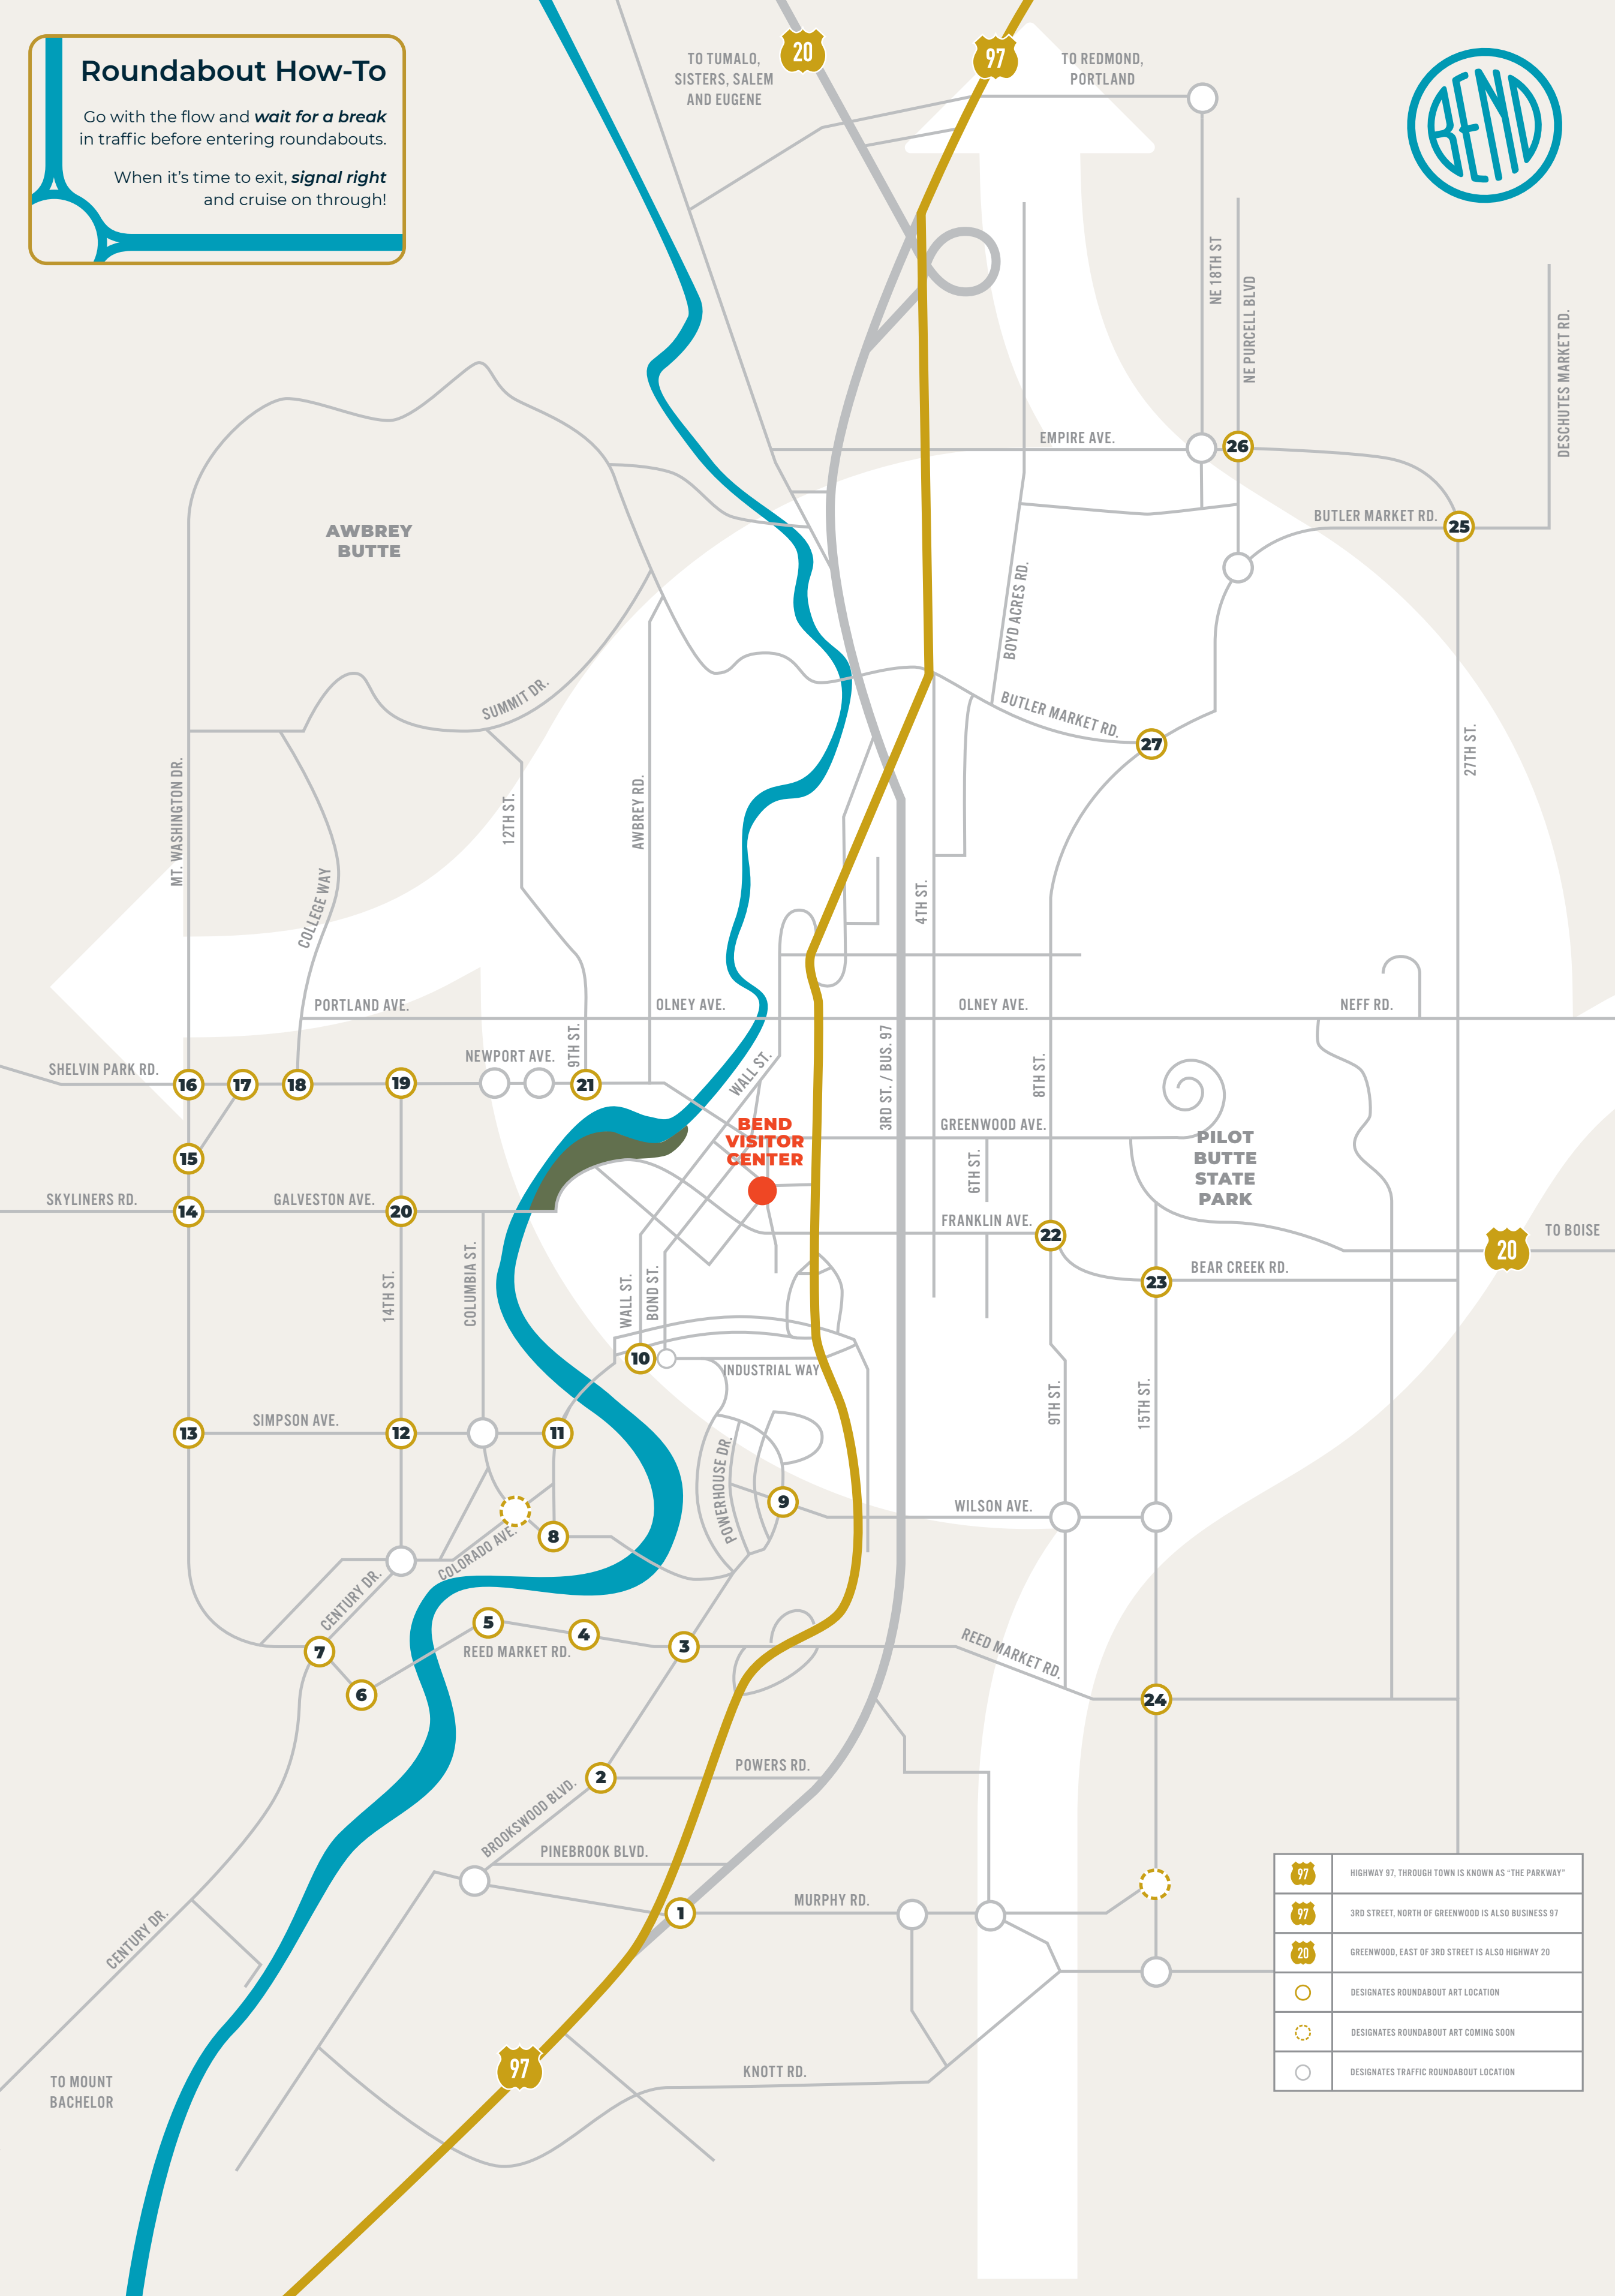 Roundabout How-To
Go with the flow and wait for a break
in traffic before entering roundabouts.
When it's time to exit, signal right
and cruise on through!
TO TUMALO,
SISTERS, SALEM
AND EUGENE
20
97
TO REDMOND,
PORTLAND
BEND
NE 18TH ST
NE PURCELL BLVD
DESCHUTES MARKET RD.
EMPIRE AVE.
26
BUTLER MARKET RD.
25
AWBREY
BUTTE
BOYD ACRES RD.
SUMMIT DR.
BUTLER MARKET RD.
27
27TH ST.
MT. WASHINGTON DR.
12TH ST.
AWBREY RD.
COLLEGE WAY
4TH ST.
PORTLAND AVE.
OLNEY AVE.
OLNEY AVE.
NEFF RD.
9TH ST.
NEWPORT AVE.
SHELVIN PARK RD.
WALL ST.
3RD ST. / BUS. 97
8TH ST.
16
17
18
19
21
BEND
VISITOR
CENTER
GREENWOOD AVE.
PILOT
BUTTE
STATE
PARK
15
6TH ST.
SKYLINERS RD.
14
GALVESTON AVE.
20
FRANKLIN AVE.
22
20
TO BOISE
BEAR CREEK RD.
23
14TH ST.
COLUMBIA ST.
WALL ST.
BOND ST.
10
INDUSTRIAL WAY
9TH ST.
15TH ST.
13
SIMPSON AVE.
12
11
POWERHOUSE DR.
9
WILSON AVE.
8
COLORADO AVE.
CENTURY DR.
5
4
3
7
REED MARKET RD.
REED MARKET RD.
6
24
2
POWERS RD.
BROOKSWOOD BLVD.
PINEBROOK BLVD.
1
MURPHY RD.
CENTURY DR.
97
KNOTT RD.
TO MOUNT
BACHELOR
97 HIGHWAY 97, THROUGH TOWN IS KNOWN AS “THE PARKWAY”
97 3RD STREET, NORTH OF GREENWOOD IS ALSO BUSINESS 97
20 GREENWOOD, EAST OF 3RD STREET IS ALSO HIGHWAY 20
DESIGNATES ROUNDABOUT ART LOCATION
DESIGNATES ROUNDABOUT ART COMING SOON
DESIGNATES TRAFFIC ROUNDABOUT LOCATION